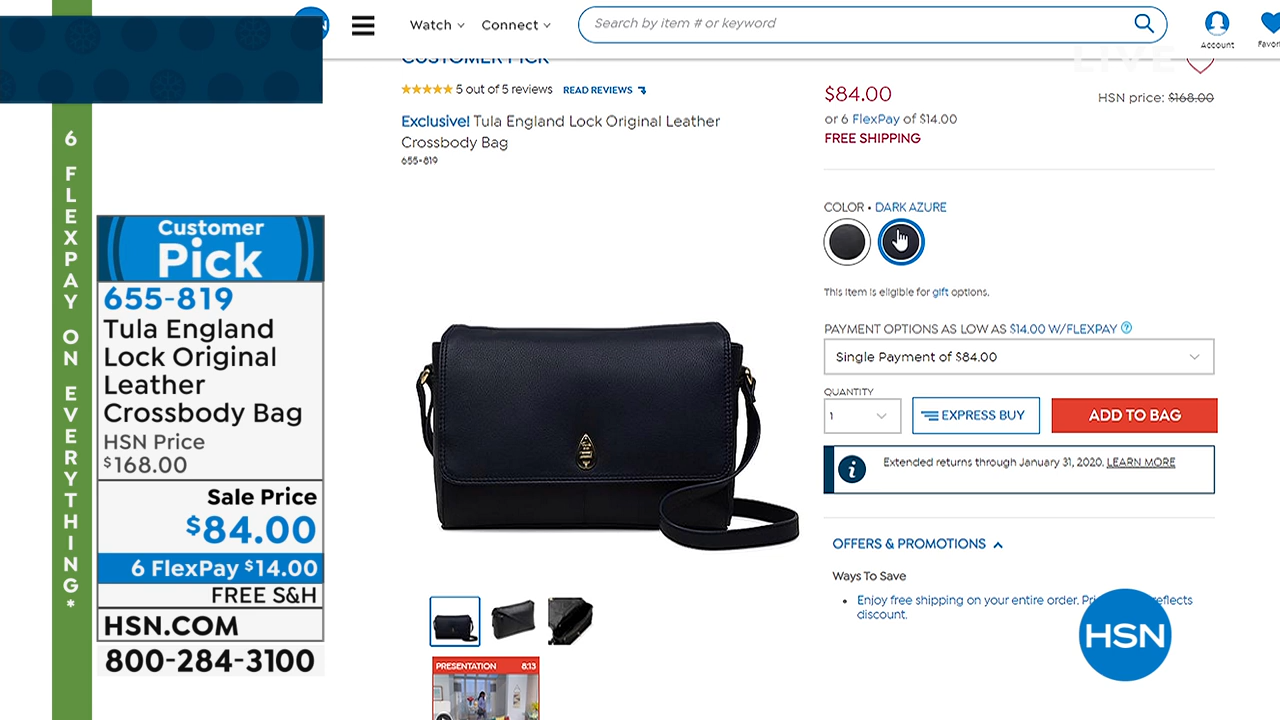 6
FLEXPAY
ON
EVERYTHING*
Customer
Pick
655-819
Tula England
Lock Original
Leather
Crossbody Bag
HSN Price
$168.00
Sale Price
$84.00
6 FlexPay $14.00
FREE S&H
HSN.COM
800-284-3100
Watch
Connect
Search by item # or keyword
Account
LIVE
CUSTOMER PICK
5 out of 5 reviews READ REVIEWS
Exclusive! Tula England Lock Original Leather
Crossbody Bag
655-819
$84.00
HSN price: $168.00
or 6 FlexPay of $14.00
FREE SHIPPING
COLOR • DARK AZURE
This item is eligible for gift options.
PAYMENT OPTIONS AS LOW AS $14.00 W/FLEXPAY ?
Single Payment of $84.00
QUANTITY
1
EXPRESS BUY
ADD TO BAG
i
Extended returns through January 31, 2020. LEARN MORE
OFFERS & PROMOTIONS
Ways To Save
• Enjoy free shipping on your entire order. reflects
discount.
PRESENTATION 8:13
HSN